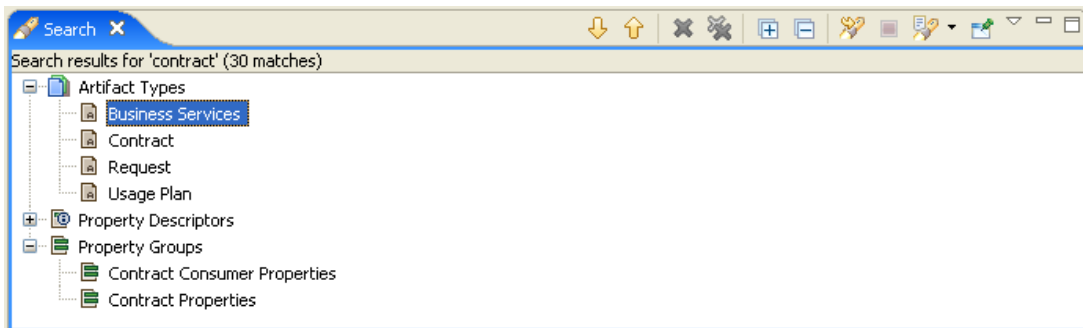 Search
Search results for 'contract' (30 matches)
Artifact Types
Business Services
Contract
Request
Usage Plan
Property Descriptors
Property Groups
Contract Consumer Properties
Contract Properties